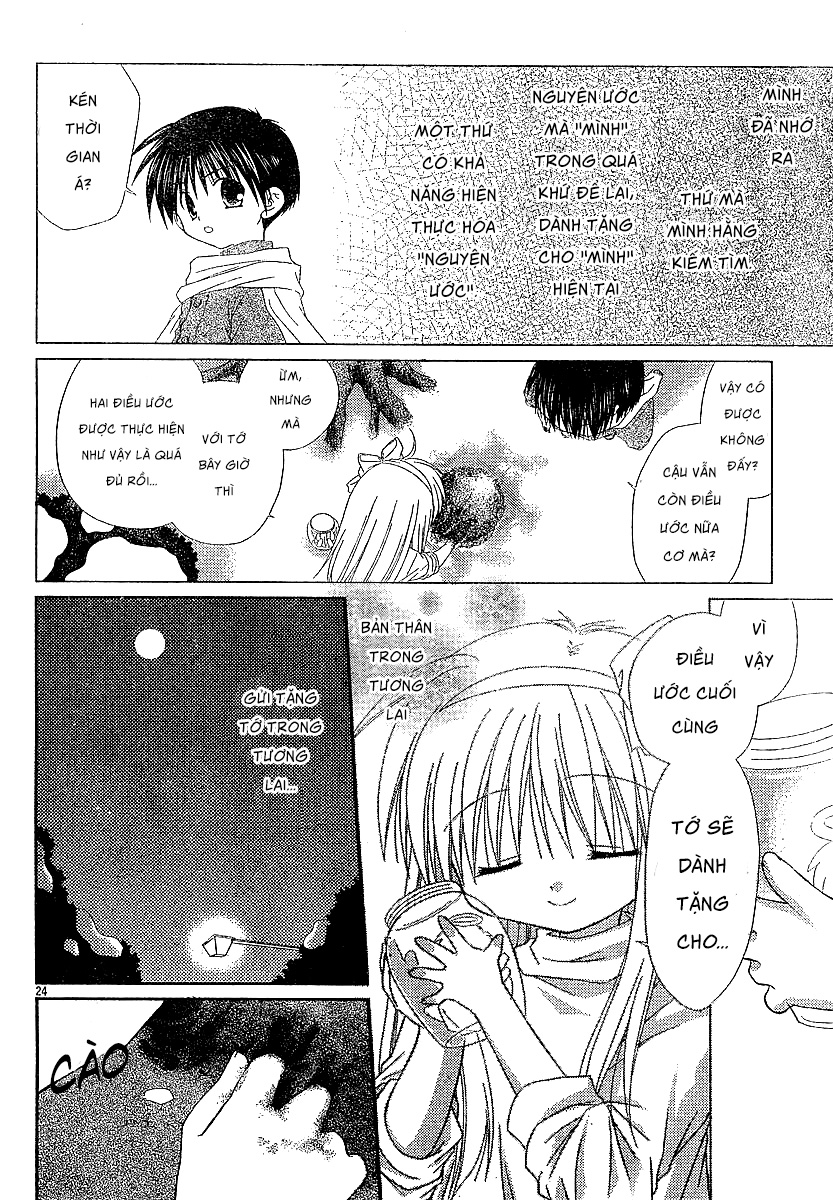 MÌNH
ĐÃ NHỚ
RA
THỨ MÀ
MÌNH HẰNG
KIẾM TÌM
NGUYỆN ƯỚC
MÀ "MÌNH"
TRONG QUÁ
KHỨ ĐỂ LẠI,
DÀNH TẶNG
CHO "MÌNH"
HIỆN TẠI
MỘT THỨ
CÓ KHẢ
NĂNG HIỆN
THỰC HÓA
"NGUYỆN
ƯỚC"
KÉN
THỜI
GIAN
Á?
VẬY CÓ
ĐƯỢC
KHÔNG
ĐẤY?
CẬU VẪN
CÒN ĐIỀU
ƯỚC NỮA
CƠ MÀ?
ỪM,
NHƯNG
MÀ
VỚI TỚ
BÂY GIỜ
THÌ
HAI ĐIỀU ƯỚC
ĐƯỢC THỰC HIỆN
NHƯ VẬY LÀ QUÁ
ĐỦ RỒI...
VÌ
VẬY
ĐIỀU
ƯỚC CUỐI
CÙNG
TỚ SẼ
DÀNH
TẶNG
CHO...
BẢN THÂN
TRONG
TƯƠNG
LAI
GỬI TẶNG
TỚ TRONG
TƯƠNG
LAI...
24
CÀO